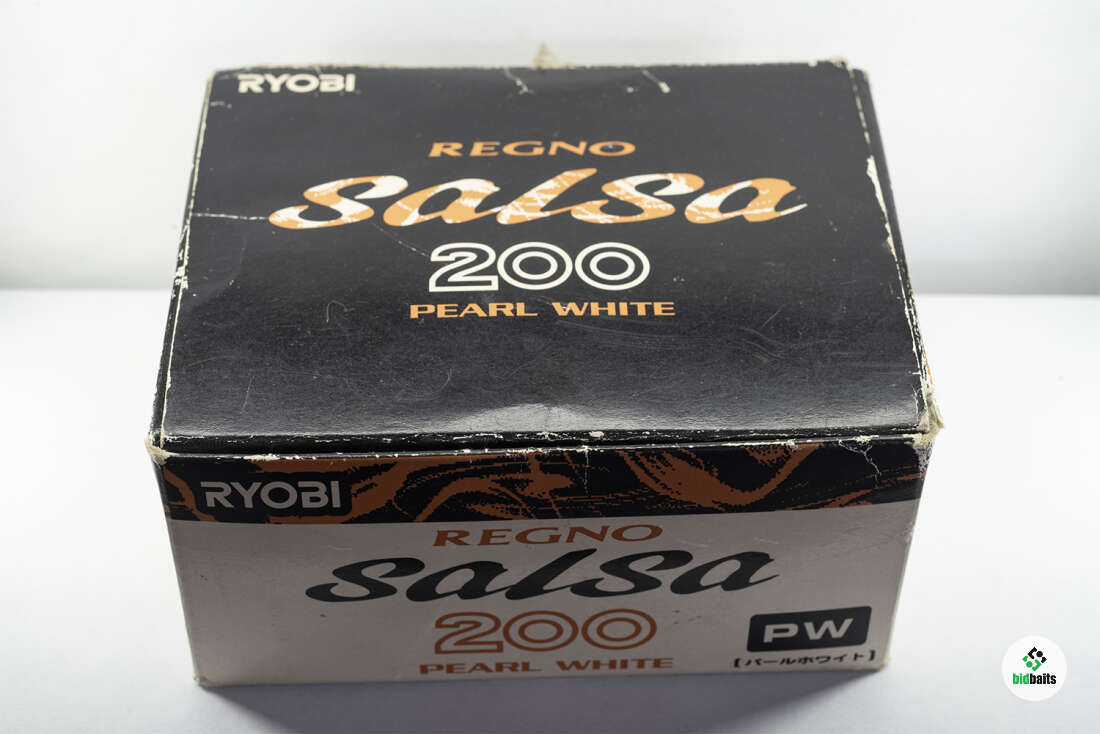 RYOBI
REGNO
salsa
200
PEARL WHITE
RYOBI
REGNO
salsa
200
PEARL WHITE
PW
[パールホワイト]
bidbaits